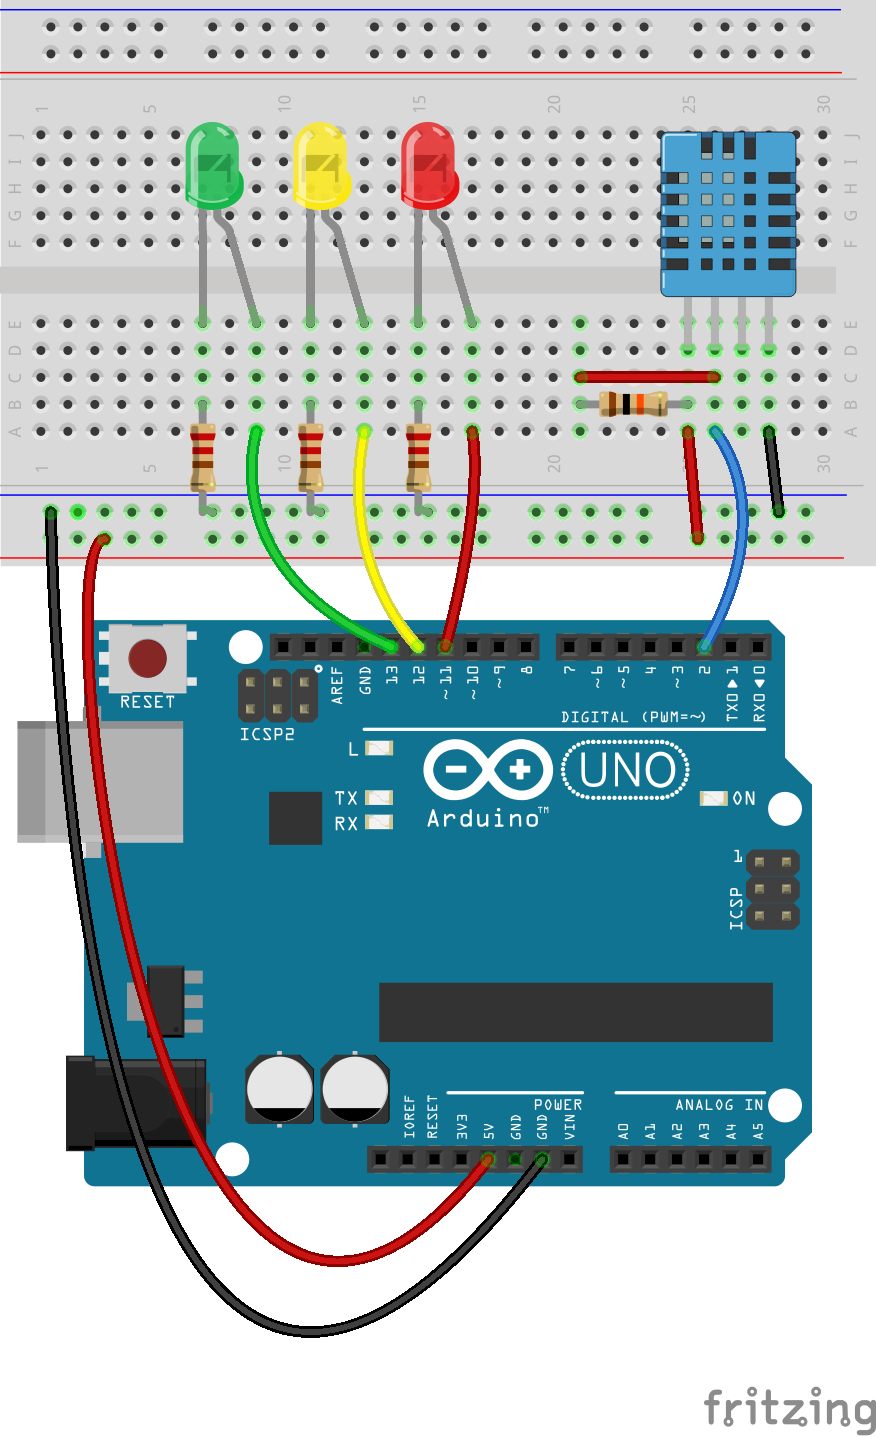 1 5 10 15 20 25 30
J J
I I
H H
G G
F F
E E
D D
C C
B B
A A
1 5 10 15 20 25 30
RESET
AREF GND 13 12 ~11 ~10 ~9 8 7 ~6 ~5 4 ~3 2 TX0▶1 RX0◀0
ICSP2
DIGITAL (PWM=~)
L
UNO
TX
ON
RX
Arduino™
1
ICSP
IOREF RESET 3V3 5V GND GND VIN
POWER
ANALOG IN
A0 A1 A2 A3 A4 A5
fritzing